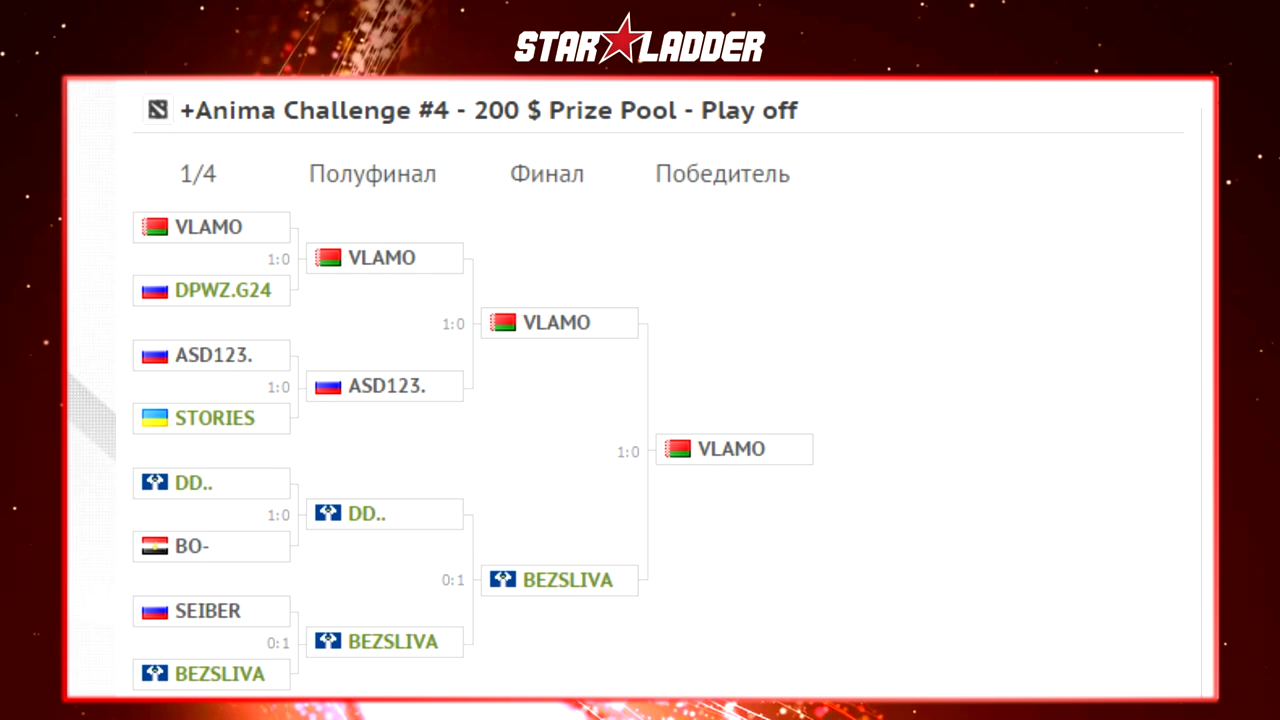 STAR LADDER
+Anima Challenge #4 - 200 $ Prize Pool - Play off
1/4 Полуфинал Финал Победитель
VLAMO
1:0
DPWZ.G24
ASD123.
1:0
STORIES
DD..
1:0
BO-
SEIBER
0:1
BEZSLIVA
VLAMO
1:0
ASD123.
DD..
0:1
BEZSLIVA
VLAMO
1:0
BEZSLIVA
VLAMO